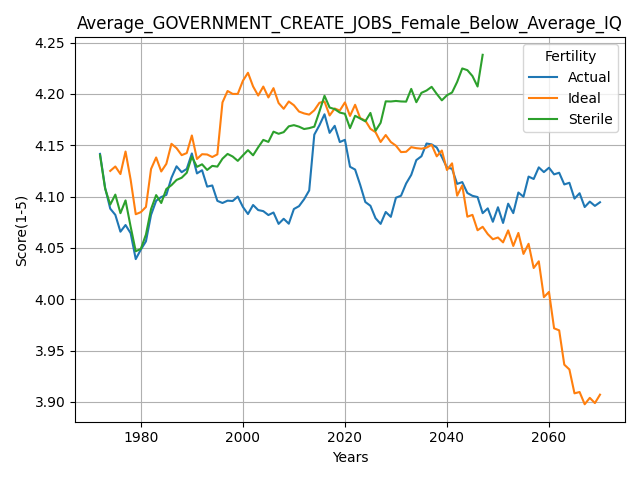 Average_GOVERNMENT_CREATE_JOBS_Female_Below_Average_IQ
Fertility
Actual
Ideal
Sterile
Score(1-5)
4.25
4.20
4.15
4.10
4.05
4.00
3.95
3.90
1980 2000 2020 2040 2060
Years